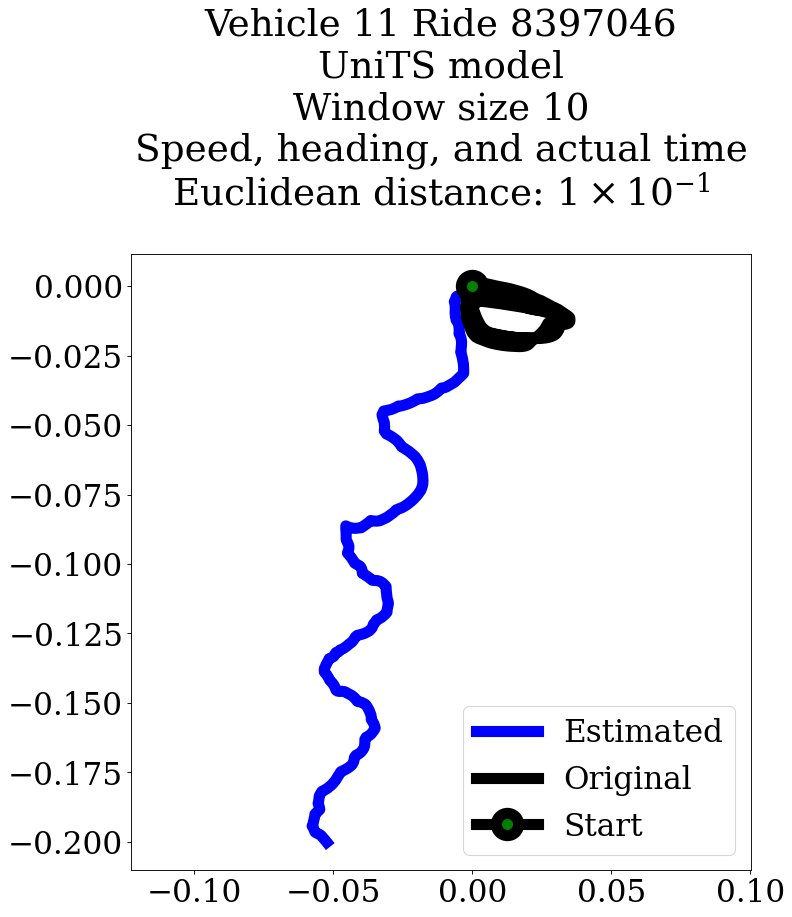 Vehicle 11 Ride 8397046
UniTS model
Window size 10
Speed, heading, and actual time
Euclidean distance: 1 × 10⁻¹
0.000
−0.025
−0.050
−0.075
−0.100
−0.125
−0.150
−0.175
−0.200
Estimated
Original
Start
−0.10 −0.05 0.00 0.05 0.10